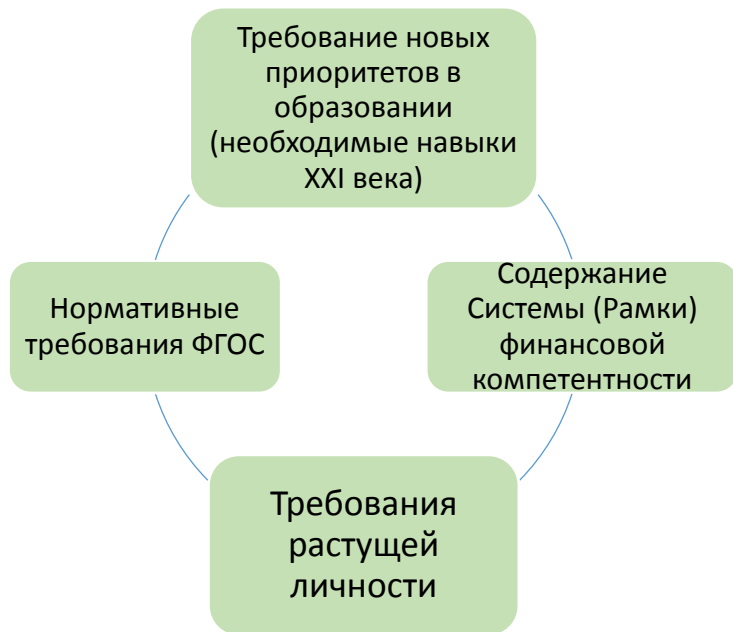 Требование новых
приоритетов в
образовании
(необходимые навыки
XXI века)
Нормативные
требования ФГОС
Содержание
Системы (Рамки)
финансовой
компетентности
Требования
растущей
личности